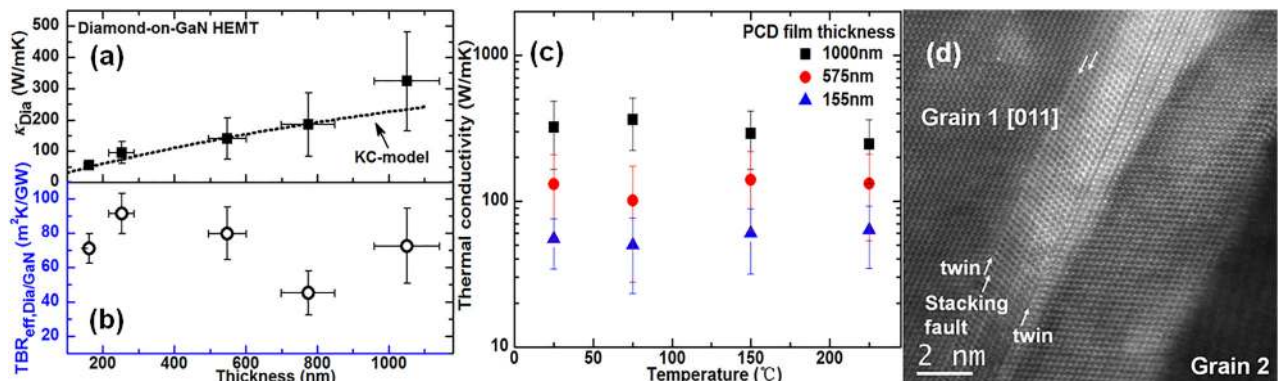 Diamond-on-GaN HEMT
(a)
κDia (W/mK)
500
400
300
200
100
0
KC-model
(b)
TBReff,Dia/GaN (m²K/GW)
100
80
60
40
20
200 400 600 800 1000
Thickness (nm)
(c)
Thermal conductivity (W/mK)
1000
100
10
PCD film thickness
1000nm
575nm
155nm
0 50 100 150 200
Temperature (℃)
(d)
Grain 1 [011]
twin
Stacking
fault
twin
2 nm
Grain 2